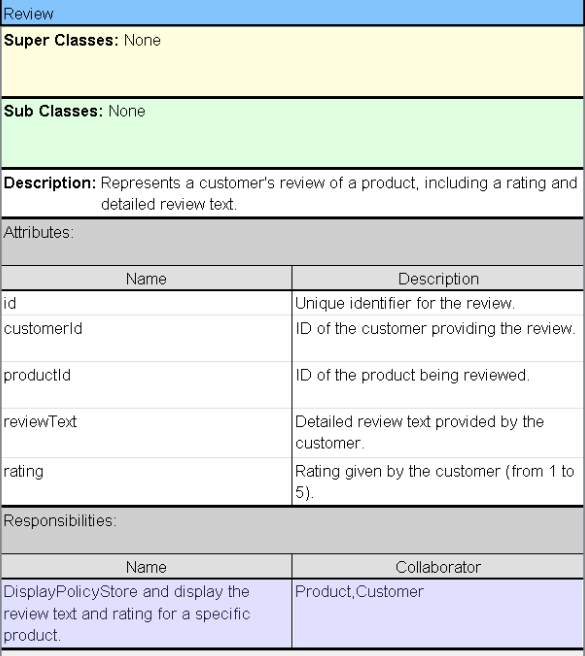 Review
Super Classes: None
Sub Classes: None
Description: Represents a customer's review of a product, including a rating and
detailed review text.
Attributes:
Name Description
id Unique identifier for the review.
customerId ID of the customer providing the review.
productId ID of the product being reviewed.
reviewText Detailed review text provided by the
customer.
rating Rating given by the customer (from 1 to
5).
Responsibilities:
Name Collaborator
DisplayPolicyStore and display the Product,Customer
review text and rating for a specific
product.